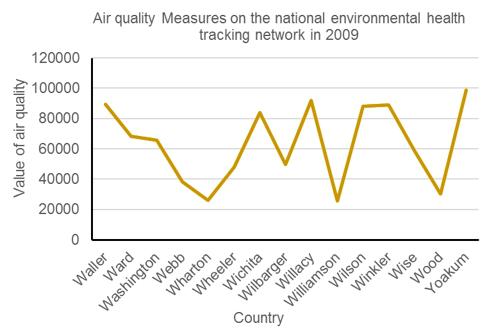 Air quality Measures on the national environmental health
tracking network in 2009
Value of air quality
120000
100000
80000
60000
40000
20000
0
Waller
Ward
Washington
Webb
Wharton
Wheeler
Wichita
Wilbarger
Willacy
Williamson
Wilson
Winkler
Wise
Wood
Yoakum
Country